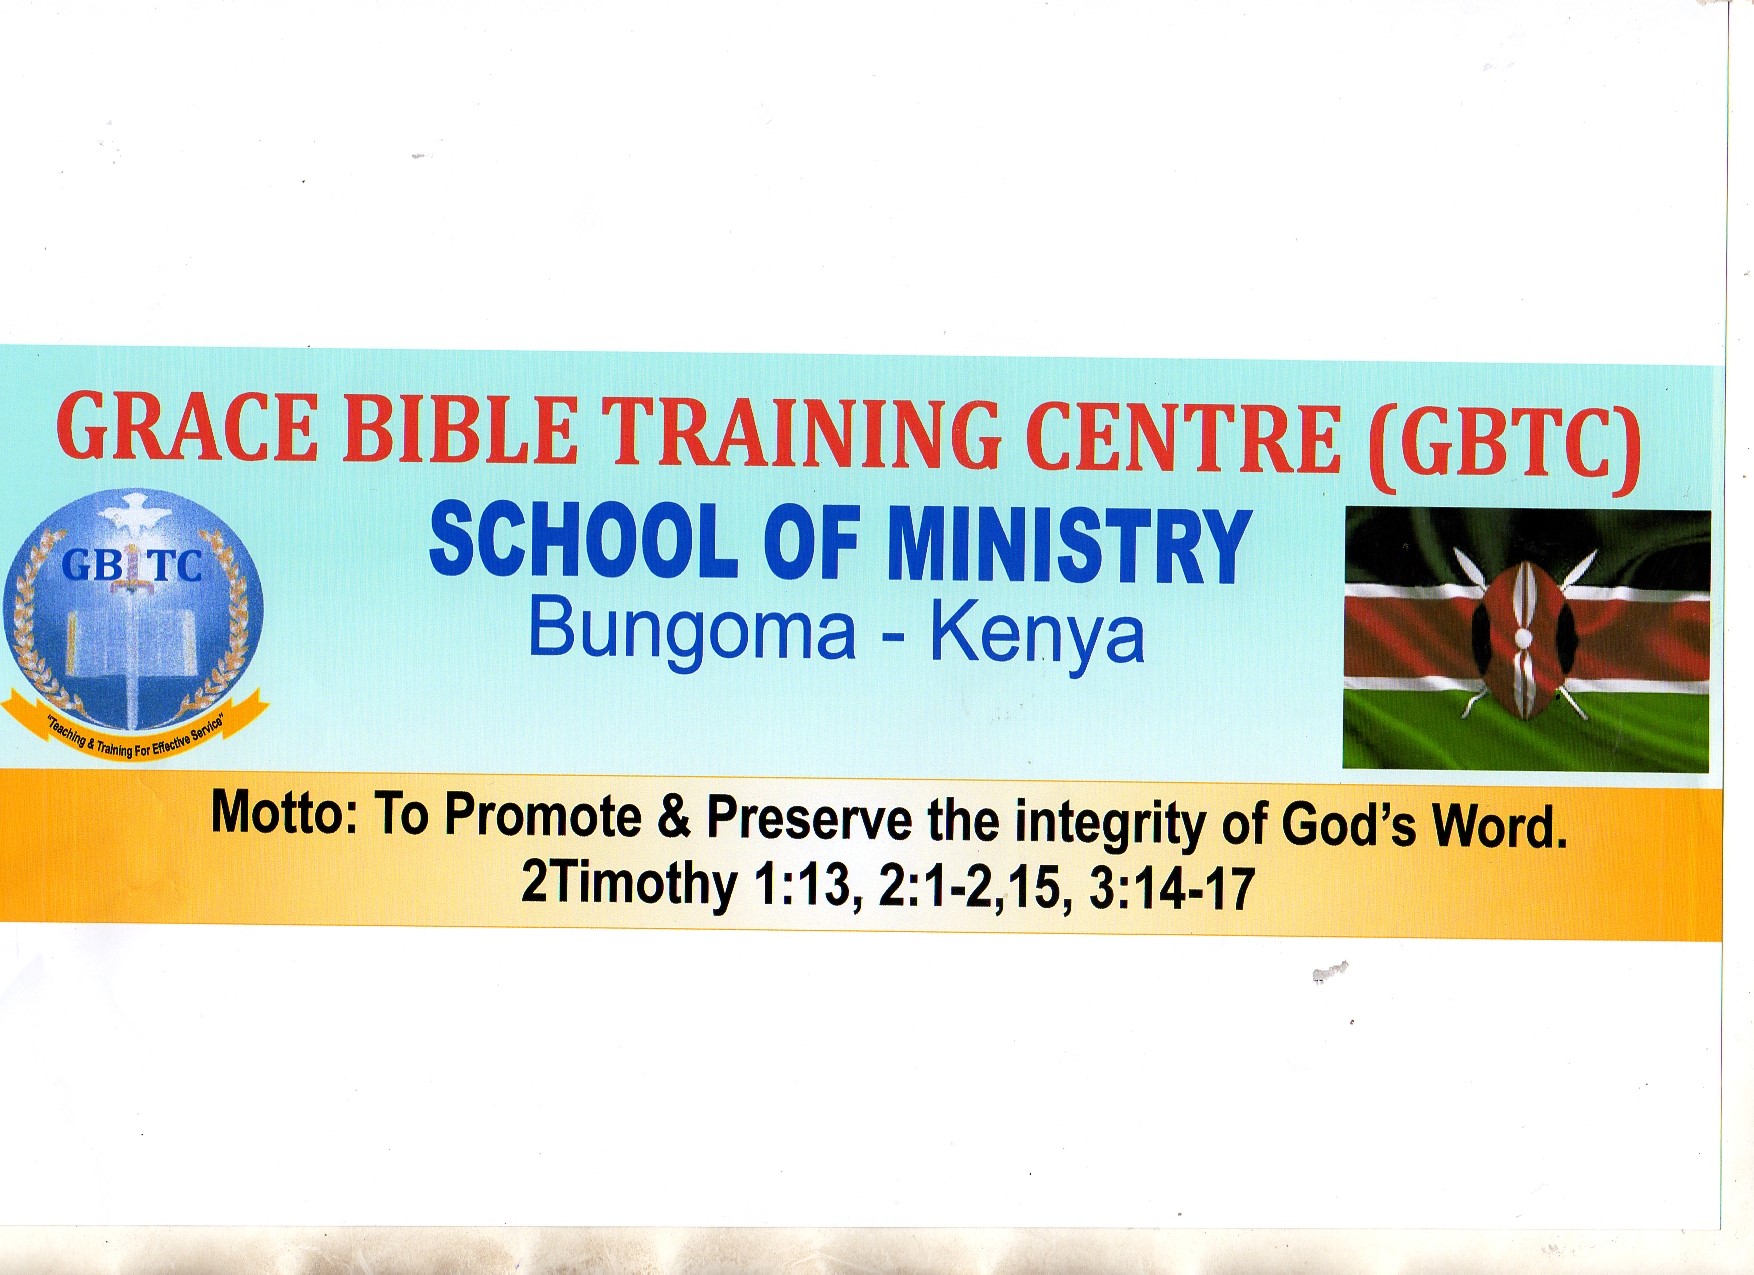 GRACE BIBLE TRAINING CENTRE (GBTC)
SCHOOL OF MINISTRY
Bungoma - Kenya
GB TC
"Teaching & Training For Effective Service"
Motto: To Promote & Preserve the integrity of God's Word.
2Timothy 1:13, 2:1-2,15, 3:14-17